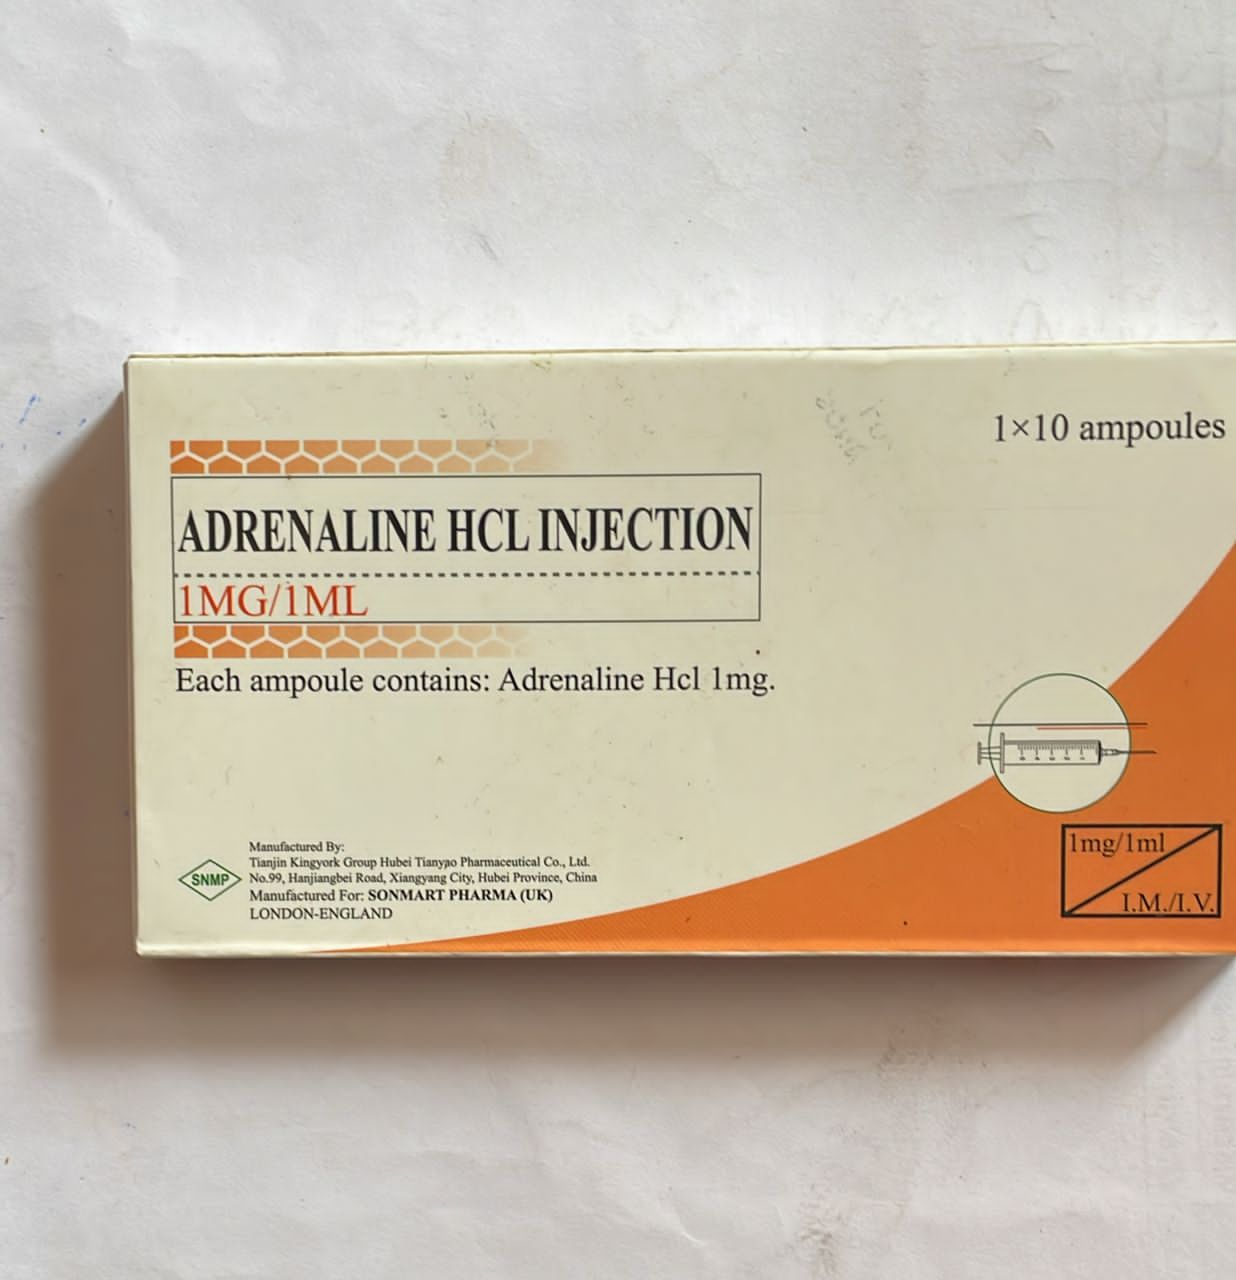 1×10 ampoules
ADRENALINE HCL INJECTION
1MG/1ML
Each ampoule contains: Adrenaline Hcl 1mg.
1mg/1ml
I.M./I.V.
SNMP
Manufactured By:
Tianjin Kingyork Group Hubei Tianyao Pharmaceutical Co., Ltd.
No.99, Hanjiangbei Road, Xiangyang City, Hubei Province, China
Manufactured For: SONMART PHARMA (UK)
LONDON-ENGLAND